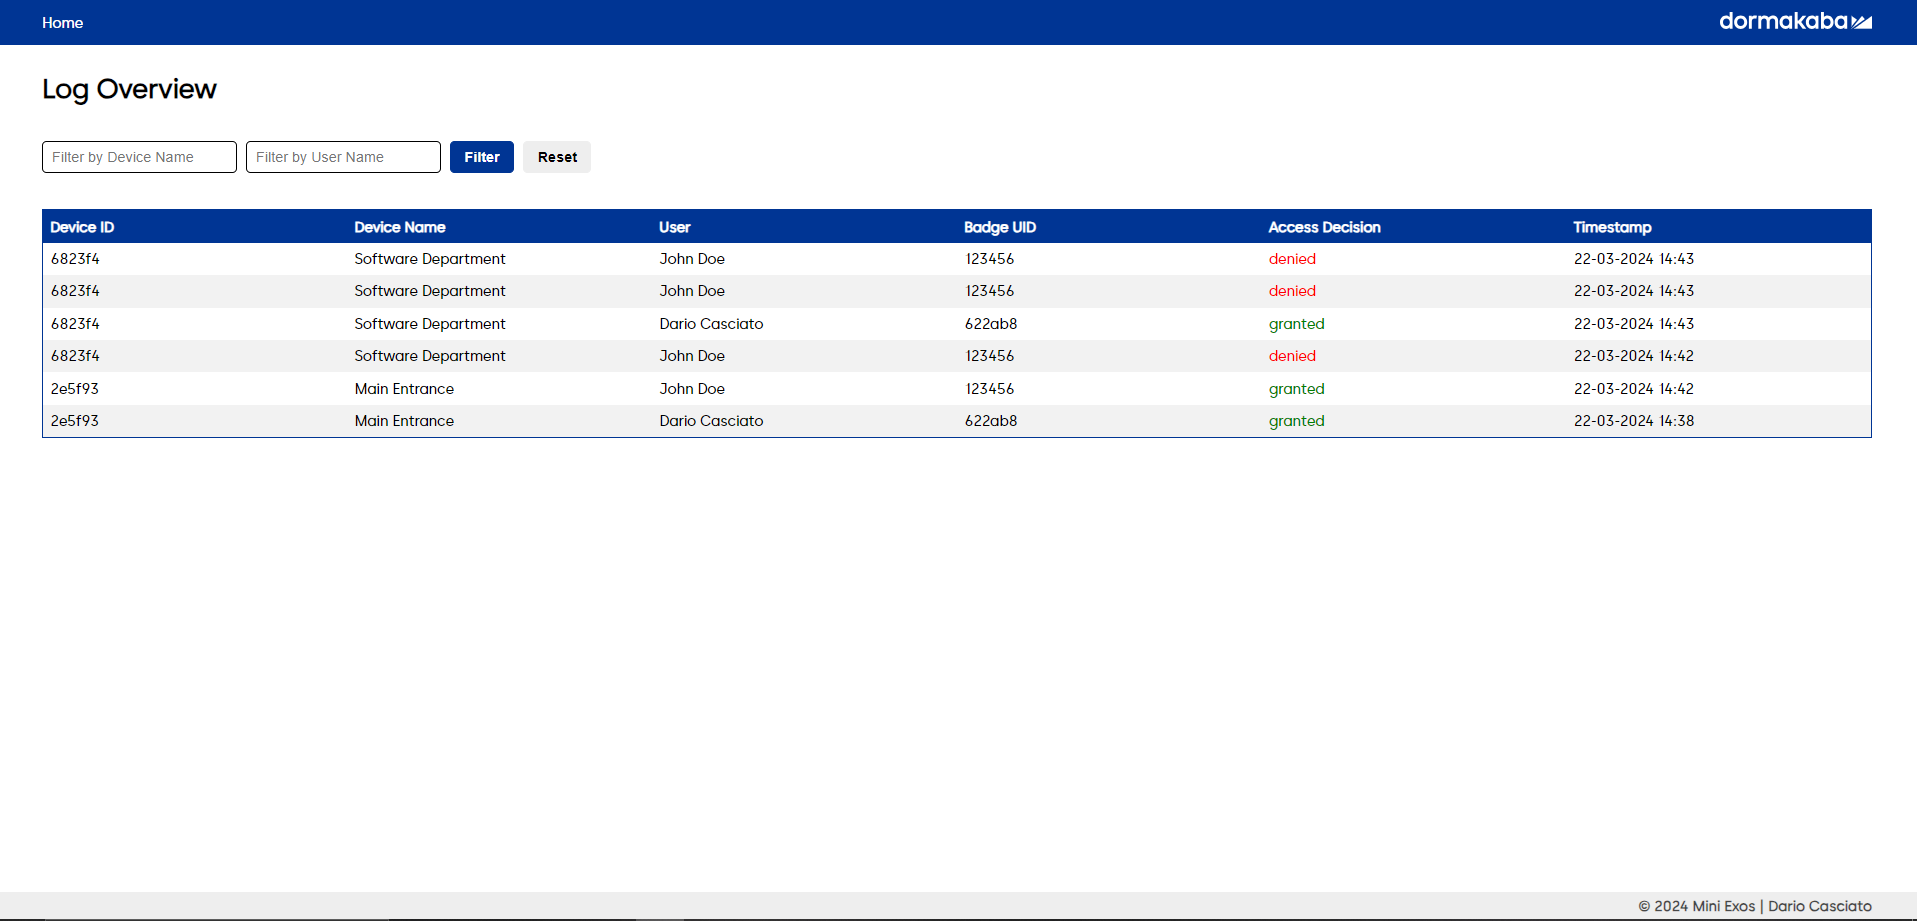 Home dormakaba
Log Overview
Filter by Device Name Filter by User Name Filter Reset
Device ID Device Name User Badge UID Access Decision Timestamp
6823f4 Software Department John Doe 123456 denied 22-03-2024 14:43
6823f4 Software Department John Doe 123456 denied 22-03-2024 14:43
6823f4 Software Department Dario Casciato 622ab8 granted 22-03-2024 14:43
6823f4 Software Department John Doe 123456 denied 22-03-2024 14:42
2e5f93 Main Entrance John Doe 123456 granted 22-03-2024 14:42
2e5f93 Main Entrance Dario Casciato 622ab8 granted 22-03-2024 14:38
© 2024 Mini Exos | Dario Casciato